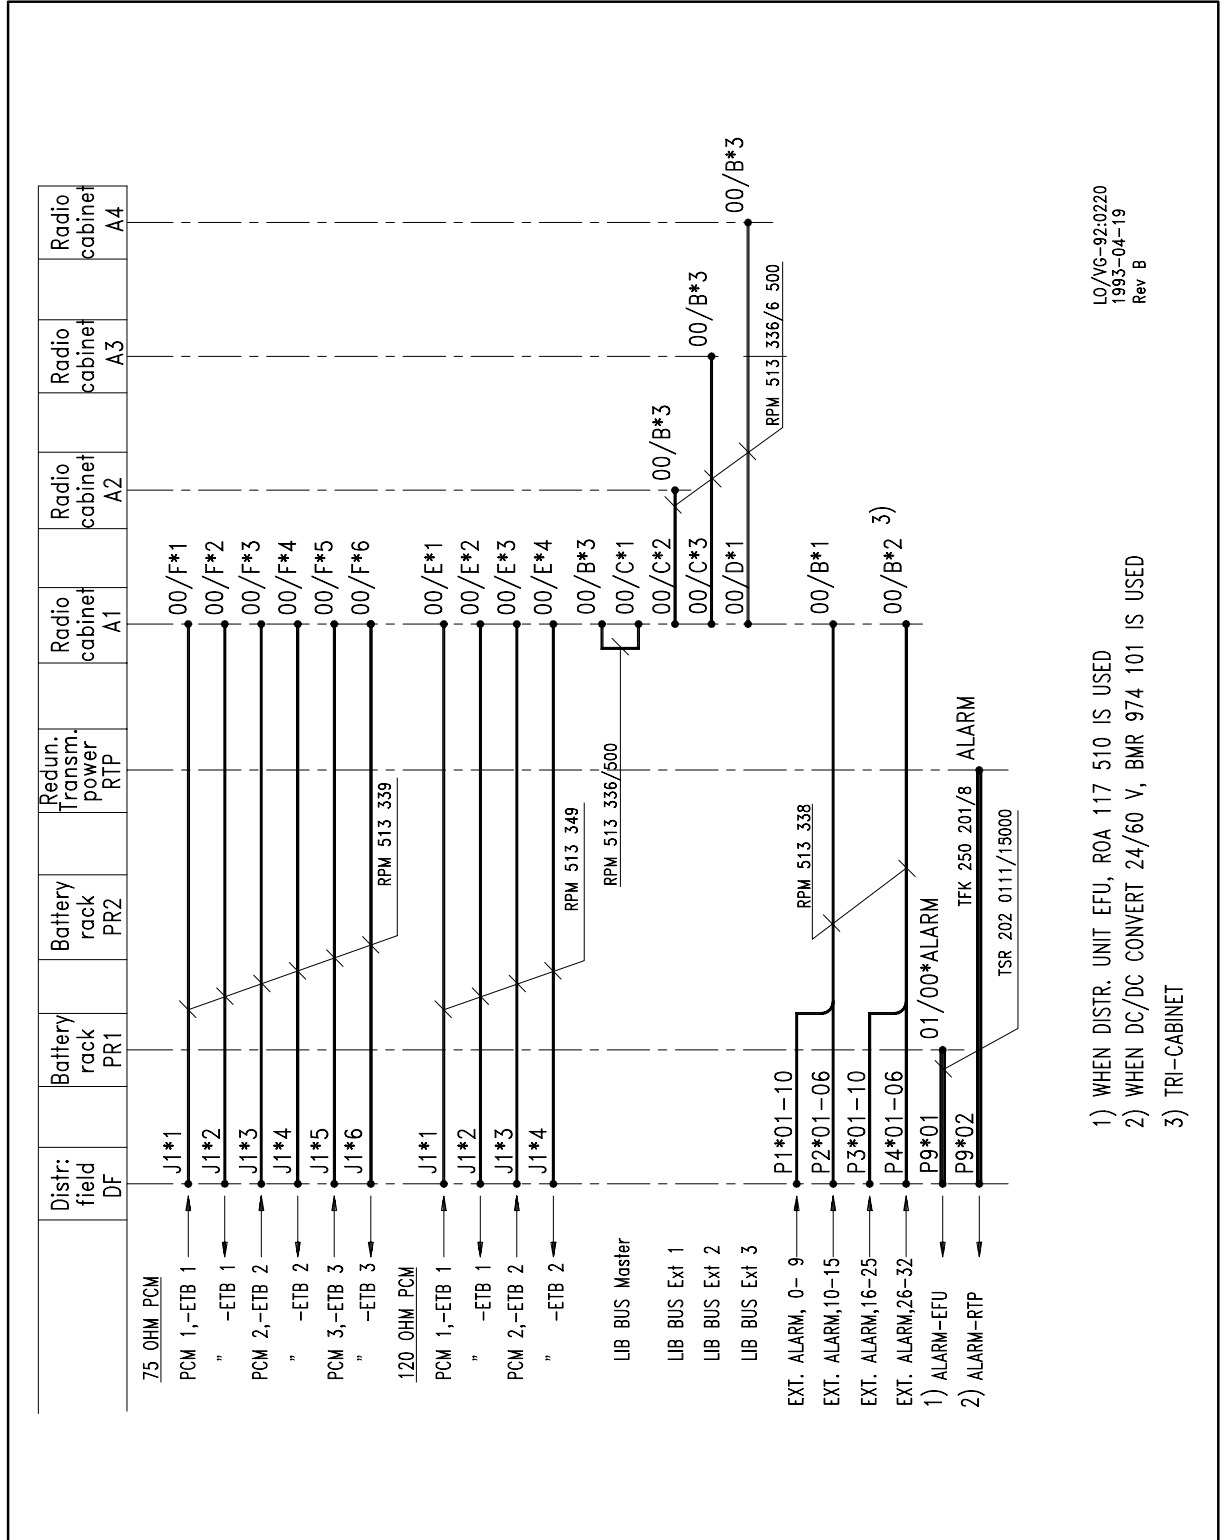 Distr:
field
DF
Battery
rack
PR1
Battery
rack
PR2
Redun.
Transm.
power
RTP
Radio
cabinet
A1
Radio
cabinet
A2
Radio
cabinet
A3
Radio
cabinet
A4
75 OHM PCM
PCM 1,-ETB 1 J1*1 00/F*1
" -ETB 1 J1*2 00/F*2
PCM 2,-ETB 2 J1*3 00/F*3
" -ETB 2 J1*4 00/F*4
PCM 3,-ETB 3 J1*5 00/F*5
" -ETB 3 J1*6 00/F*6
RPM 513 339
120 OHM PCM
PCM 1,-ETB 1 J1*1 00/E*1
" -ETB 1 J1*2 00/E*2
PCM 2,-ETB 2 J1*3 00/E*3
" -ETB 2 J1*4 00/E*4
RPM 513 349
00/B*3
LIB BUS Master RPM 513 336/500 00/C*1
LIB BUS Ext 1 00/C*2 00/B*3
LIB BUS Ext 2 00/C*3 00/B*3
LIB BUS Ext 3 00/D*1 00/B*3
RPM 513 336/6 500
EXT. ALARM, 0- 9 P1*01-10
RPM 513 338
EXT. ALARM,10-15 P2*01-06 00/B*1
EXT. ALARM,16-25 P3*01-10
EXT. ALARM,26-32 P4*01-06 00/B*2 3)
1) ALARM-EFU P9*01 01/00*ALARM
2) ALARM-RTP P9*02 TFK 250 201/8 ALARM
TSR 202 0111/15000
1) WHEN DISTR. UNIT EFU, ROA 117 510 IS USED
2) WHEN DC/DC CONVERT 24/60 V, BMR 974 101 IS USED
3) TRI-CABINET
LO/VG-92:0220
1993-04-19
Rev B